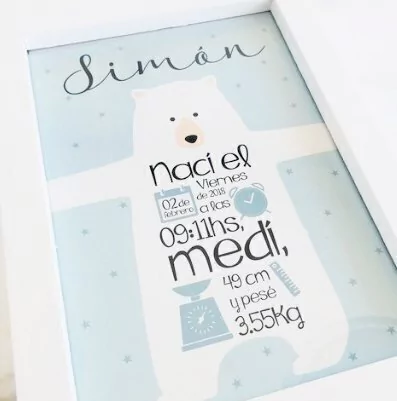 Simón
nací el
Viernes
02 de
febrero
de 2018
a las
09:11hs,
medí,
49 cm
y pesé
3.55Kg